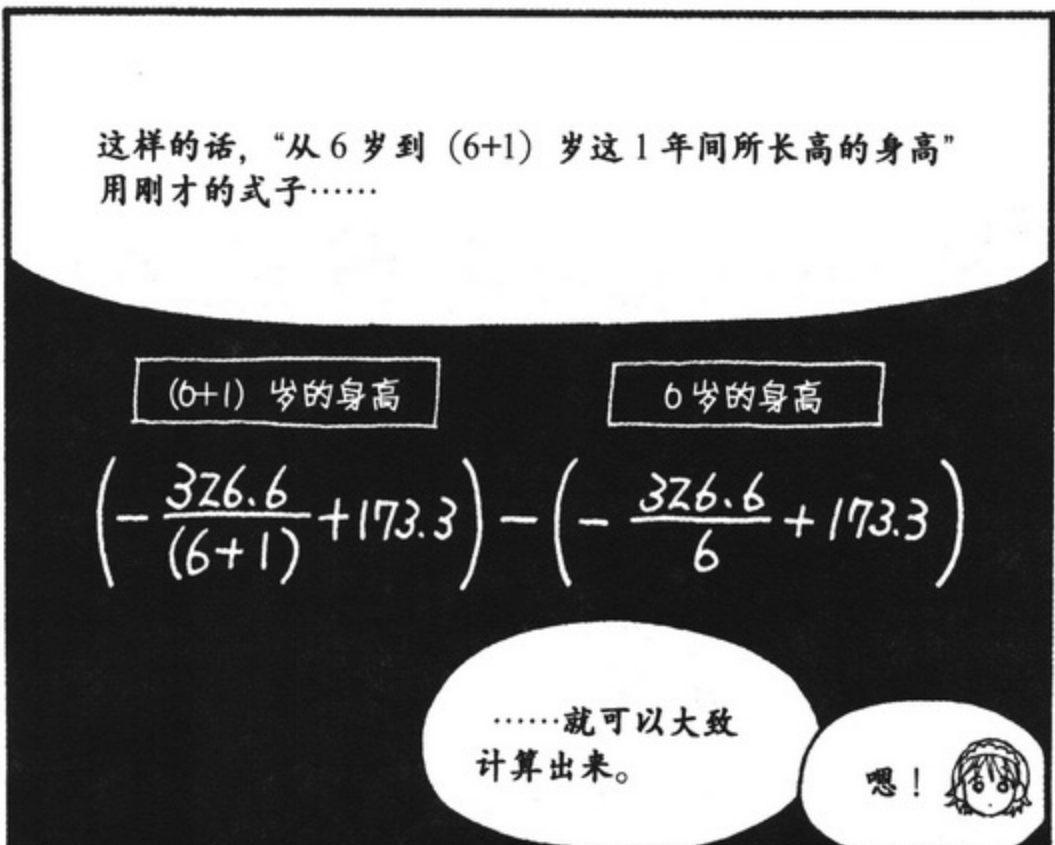 这样的话，“从 6 岁到（6+1）岁这 1 年间所长高的身高”
用刚才的式子……
(6+1) 岁的身高
6 岁的身高
(-326.6/(6+1)+173.3)-(-326.6/6+173.3)
……就可以大致
计算出来。
嗯！